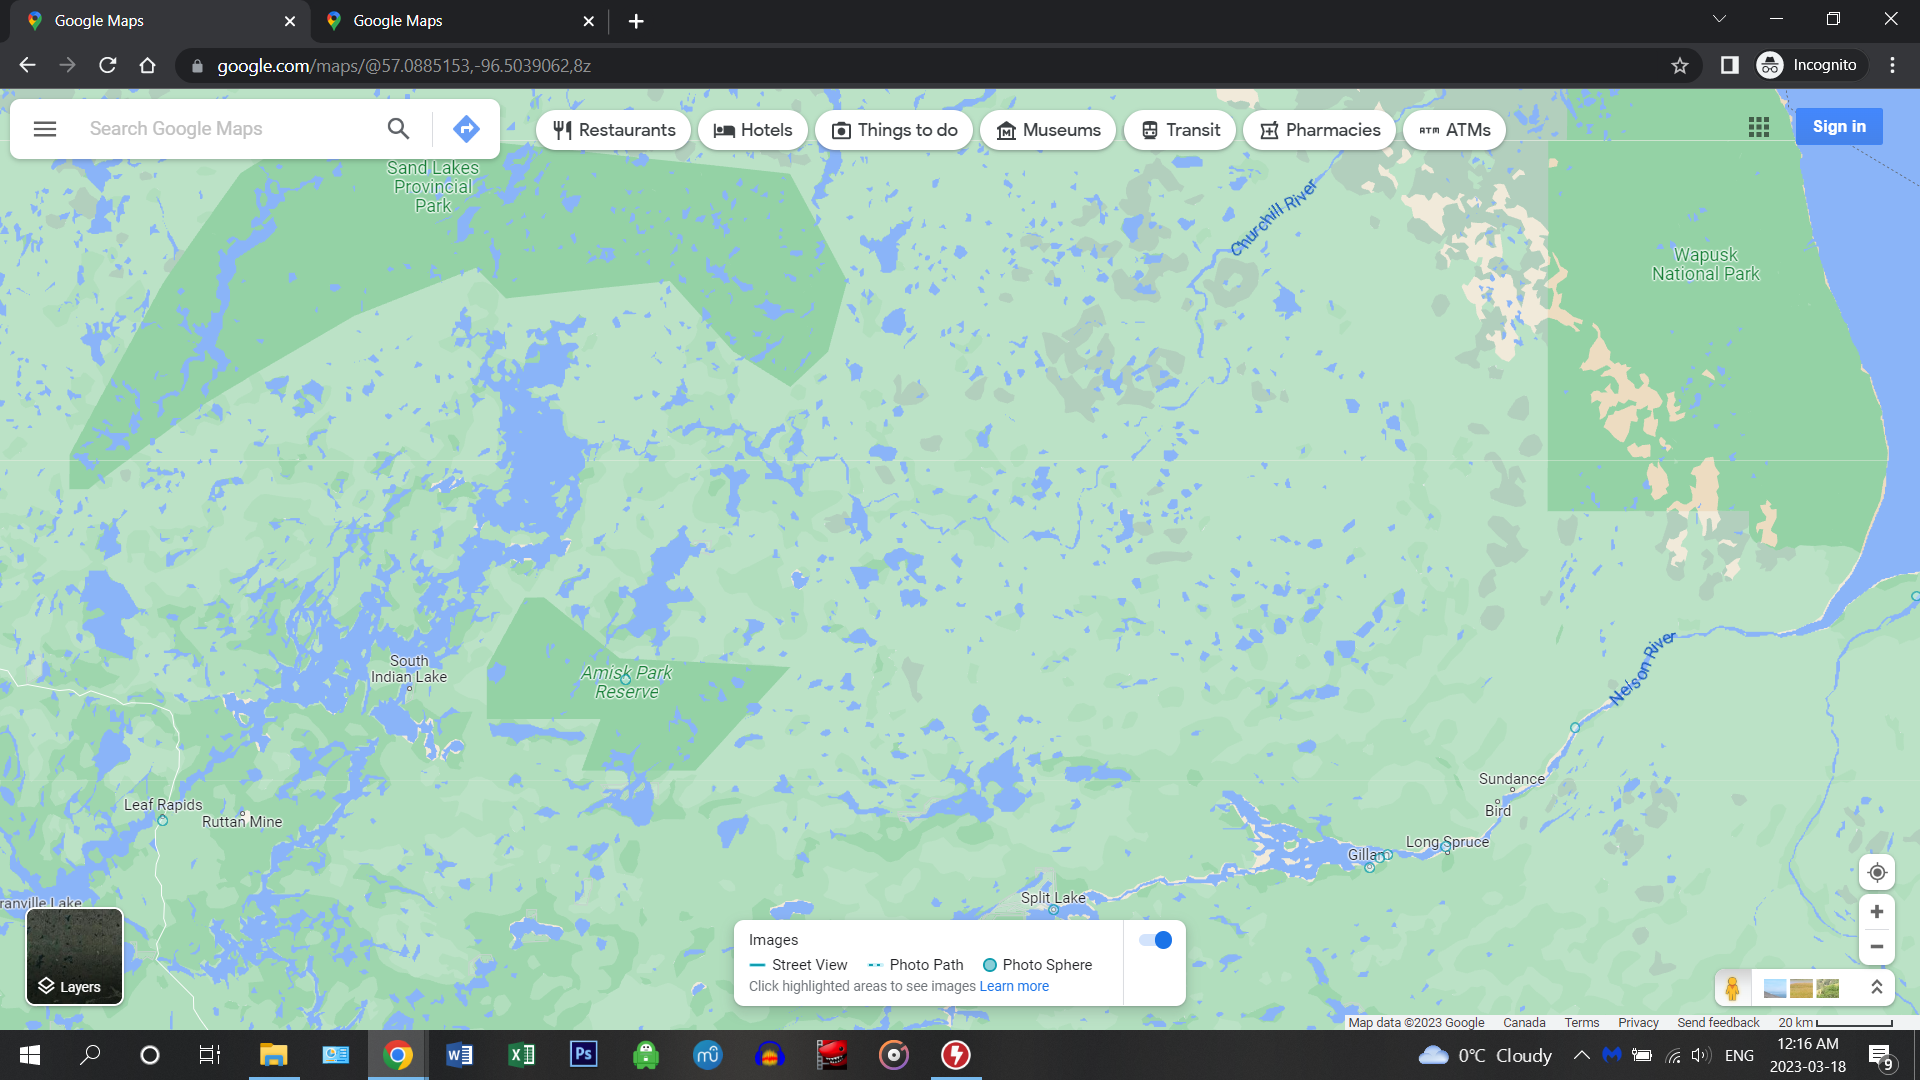 Google Maps
Google Maps
google.com/maps/@57.0885153,-96.5039062,8z
Incognito
Search Google Maps
Restaurants
Hotels
Things to do
Museums
Transit
Pharmacies
ATM ATMs
Sign in
Sand Lakes
Provincial
Park
Churchill River
Wapusk
National Park
South
Indian Lake
Amisk Park
Reserve
Nelson River
Leaf Rapids
Ruttan Mine
Sundance
Bird
Long Spruce
Gillam
Split Lake
ranville Lake
Layers
Images
Street View
Photo Path
Photo Sphere
Click highlighted areas to see images Learn more
Map data ©2023 Google
Canada
Terms
Privacy
Send feedback
20 km
0°C Cloudy
ENG
12:16 AM
2023-03-18
9